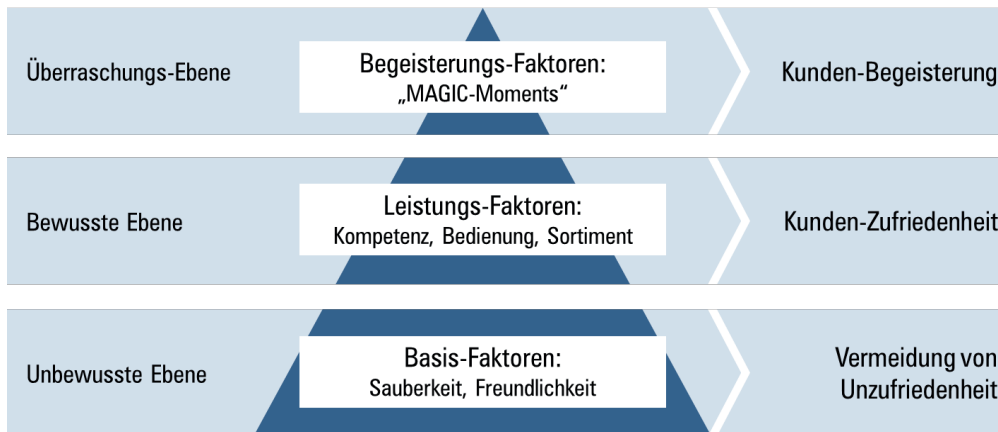 Überraschungs-Ebene
Begeisterungs-Faktoren:
„MAGIC-Moments“
Kunden-Begeisterung
Bewusste Ebene
Leistungs-Faktoren:
Kompetenz, Bedienung, Sortiment
Kunden-Zufriedenheit
Unbewusste Ebene
Basis-Faktoren:
Sauberkeit, Freundlichkeit
Vermeidung von
Unzufriedenheit